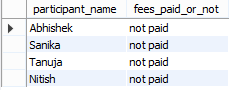 participant_name fees_paid_or_not
Abhishek not paid
Sanika not paid
Tanuja not paid
Nitish not paid